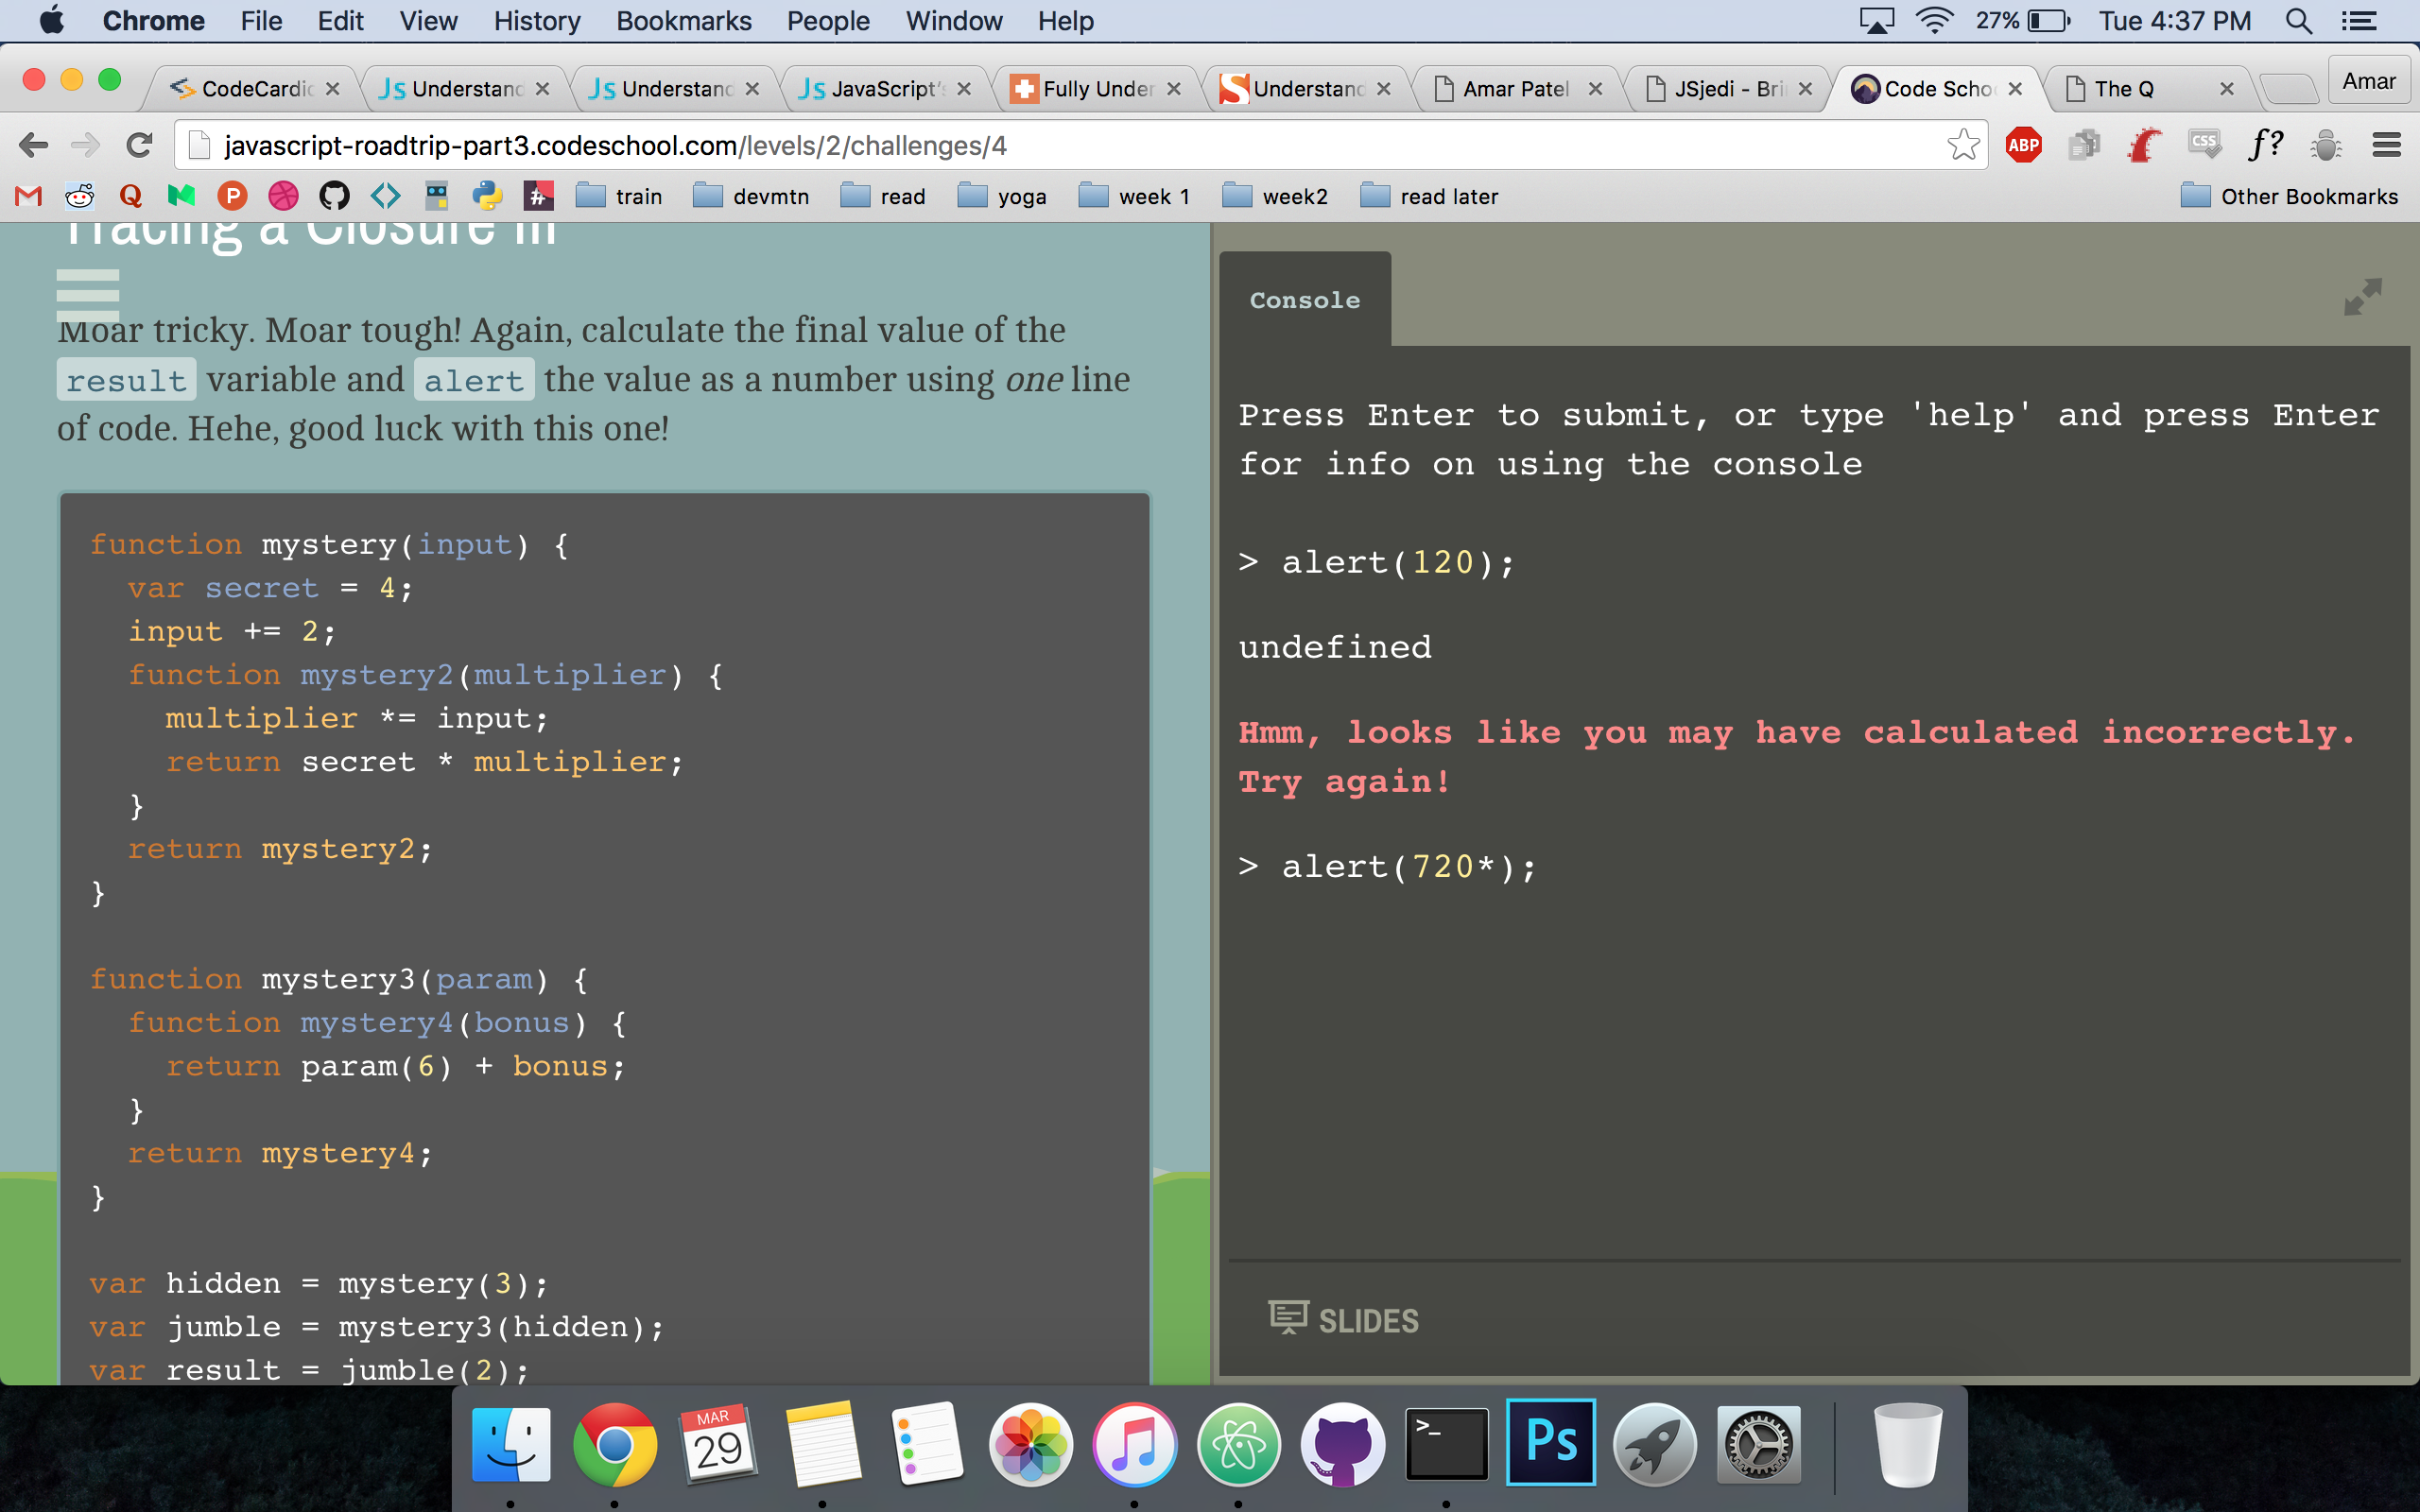 Chrome File Edit View History Bookmarks People Window Help 27% Tue 4:37 PM
CodeCardic Understand Understand JavaScript's Fully Under Understand Amar Patel JSjedi - Bri Code Scho The Q Amar
javascript-roadtrip-part3.codeschool.com/levels/2/challenges/4 ABP CSS f?
train devmtn read yoga week 1 week2 read later Other Bookmarks
Tracing a Closure III
Moar tricky. Moar tough! Again, calculate the final value of the
result variable and alert the value as a number using one line
of code. Hehe, good luck with this one!
function mystery(input) {
var secret = 4;
input += 2;
function mystery2(multiplier) {
multiplier *= input;
return secret * multiplier;
}
return mystery2;
}
function mystery3(param) {
function mystery4(bonus) {
return param(6) + bonus;
}
return mystery4;
}
var hidden = mystery(3);
var jumble = mystery3(hidden);
var result = jumble(2);
Console
Press Enter to submit, or type 'help' and press Enter
for info on using the console
> alert(120);
undefined
Hmm, looks like you may have calculated incorrectly.
Try again!
> alert(720*);
SLIDES
MAR
29
>_
Ps